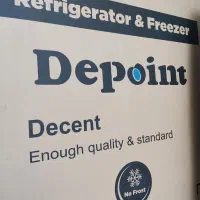 Refrigerator & Freezer
Depoint
Decent
Enough quality & standard
No Frost